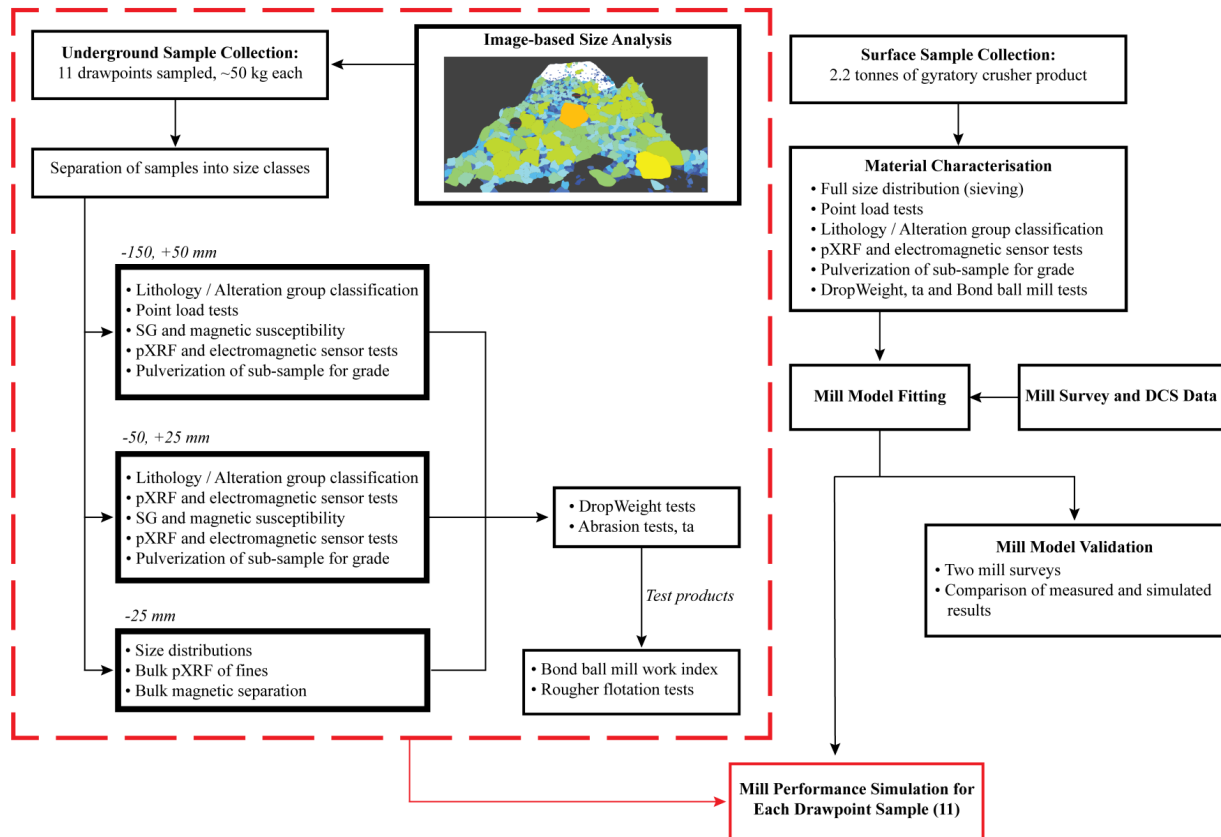 Underground Sample Collection:
11 drawpoints sampled, ~50 kg each
Image-based Size Analysis
Separation of samples into size classes
-150, +50 mm
• Lithology / Alteration group classification
• Point load tests
• SG and magnetic susceptibility
• pXRF and electromagnetic sensor tests
• Pulverization of sub-sample for grade
-50, +25 mm
• Lithology / Alteration group classification
• pXRF and electromagnetic sensor tests
• SG and magnetic susceptibility
• pXRF and electromagnetic sensor tests
• Pulverization of sub-sample for grade
-25 mm
• Size distributions
• Bulk pXRF of fines
• Bulk magnetic separation
• DropWeight tests
• Abrasion tests, ta
Test products
• Bond ball mill work index
• Rougher flotation tests
Surface Sample Collection:
2.2 tonnes of gyratory crusher product
Material Characterisation
• Full size distribution (sieving)
• Point load tests
• Lithology / Alteration group classification
• pXRF and electromagnetic sensor tests
• Pulverization of sub-sample for grade
• DropWeight, ta and Bond ball mill tests
Mill Model Fitting
Mill Survey and DCS Data
Mill Model Validation
• Two mill surveys
• Comparison of measured and simulated
results
Mill Performance Simulation for
Each Drawpoint Sample (11)